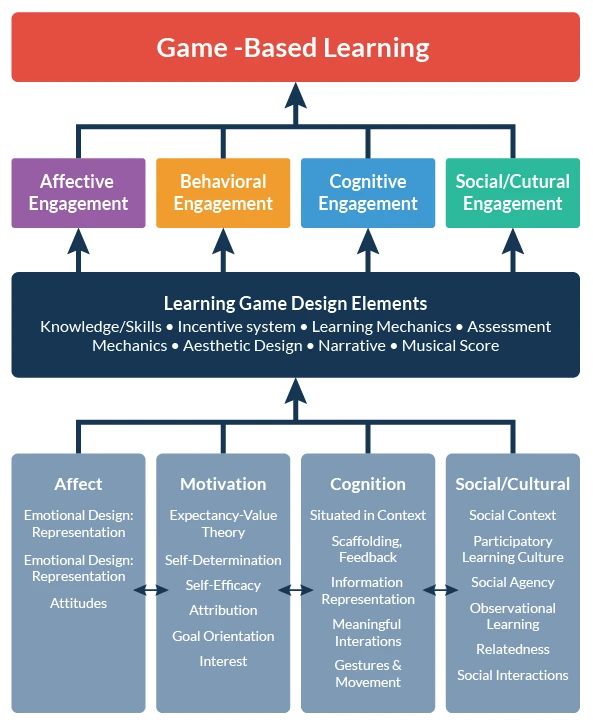 Game -Based Learning
Affective
Engagement
Behavioral
Engagement
Cognitive
Engagement
Social/Cutural
Engagement
Learning Game Design Elements
Knowledge/Skills • Incentive system • Learning Mechanics • Assessment
Mechanics • Aesthetic Design • Narrative • Musical Score
Affect
Emotional Design:
Representation
Emotional Design:
Representation
Attitudes
Motivation
Expectancy-Value
Theory
Self-Determination
Self-Efficacy
Attribution
Goal Orientation
Interest
Cognition
Situated in Context
Scaffolding,
Feedback
Information
Representation
Meaningful
Interations
Gestures &
Movement
Social/Cultural
Social Context
Participatory
Learning Culture
Social Agency
Observational
Learning
Relatedness
Social Interactions